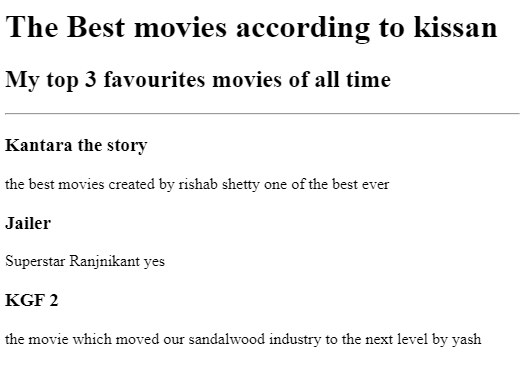 The Best movies according to kissan
My top 3 favourites movies of all time
Kantara the story
the best movies created by rishab shetty one of the best ever
Jailer
Superstar Ranjnikant yes
KGF 2
the movie which moved our sandalwood industry to the next level by yash